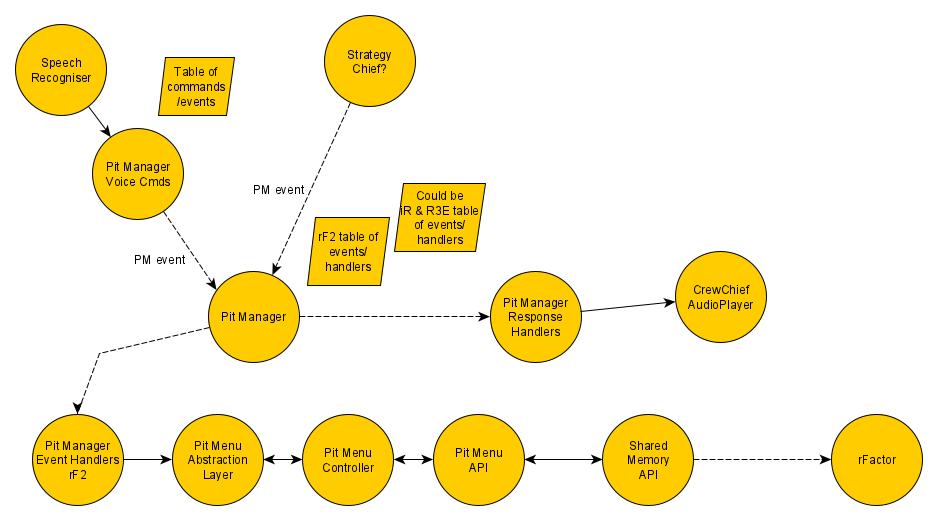 Speech
Recogniser
Table of
commands
/events
Strategy
Chief?
Pit Manager
Voice Cmds
PM event
PM event
Could be
iR & R3E table
of events/
handlers
rF2 table of
events/
handlers
Pit Manager
Pit Manager
Response
Handlers
CrewChief
AudioPlayer
Pit Manager
Event Handlers
rF2
Pit Menu
Abstraction
Layer
Pit Menu
Controller
Pit Menu
API
Shared
Memory
API
rFactor